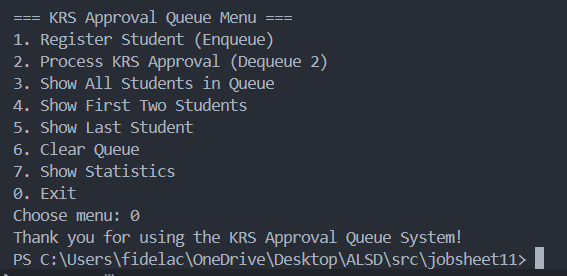 === KRS Approval Queue Menu ===
1. Register Student (Enqueue)
2. Process KRS Approval (Dequeue 2)
3. Show All Students in Queue
4. Show First Two Students
5. Show Last Student
6. Clear Queue
7. Show Statistics
0. Exit
Choose menu: 0
Thank you for using the KRS Approval Queue System!
PS C:\Users\fidelac\OneDrive\Desktop\ALSD\src\jobsheet11>